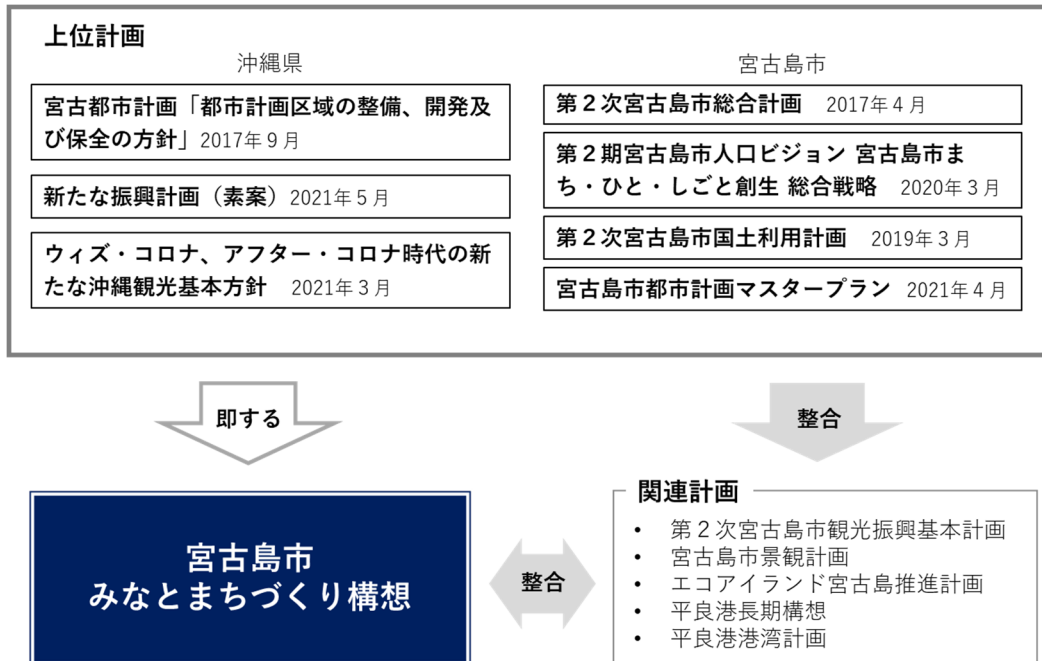 上位計画
沖縄県
宮古都市計画「都市計画区域の整備、開発及
び保全の方針」2017年９月
新たな振興計画（素案）2021年５月
ウィズ・コロナ、アフター・コロナ時代の新
たな沖縄観光基本方針　2021年３月
宮古島市
第２次宮古島市総合計画　2017年４月
第２期宮古島市人口ビジョン 宮古島市ま
ち・ひと・しごと創生 総合戦略　2020年３月
第２次宮古島市国土利用計画　2019年３月
宮古島市都市計画マスタープラン 2021年４月
即する
整合
宮古島市
みなとまちづくり構想
整合
関連計画
• 第２次宮古島市観光振興基本計画
• 宮古島市景観計画
• エコアイランド宮古島推進計画
• 平良港長期構想
• 平良港港湾計画